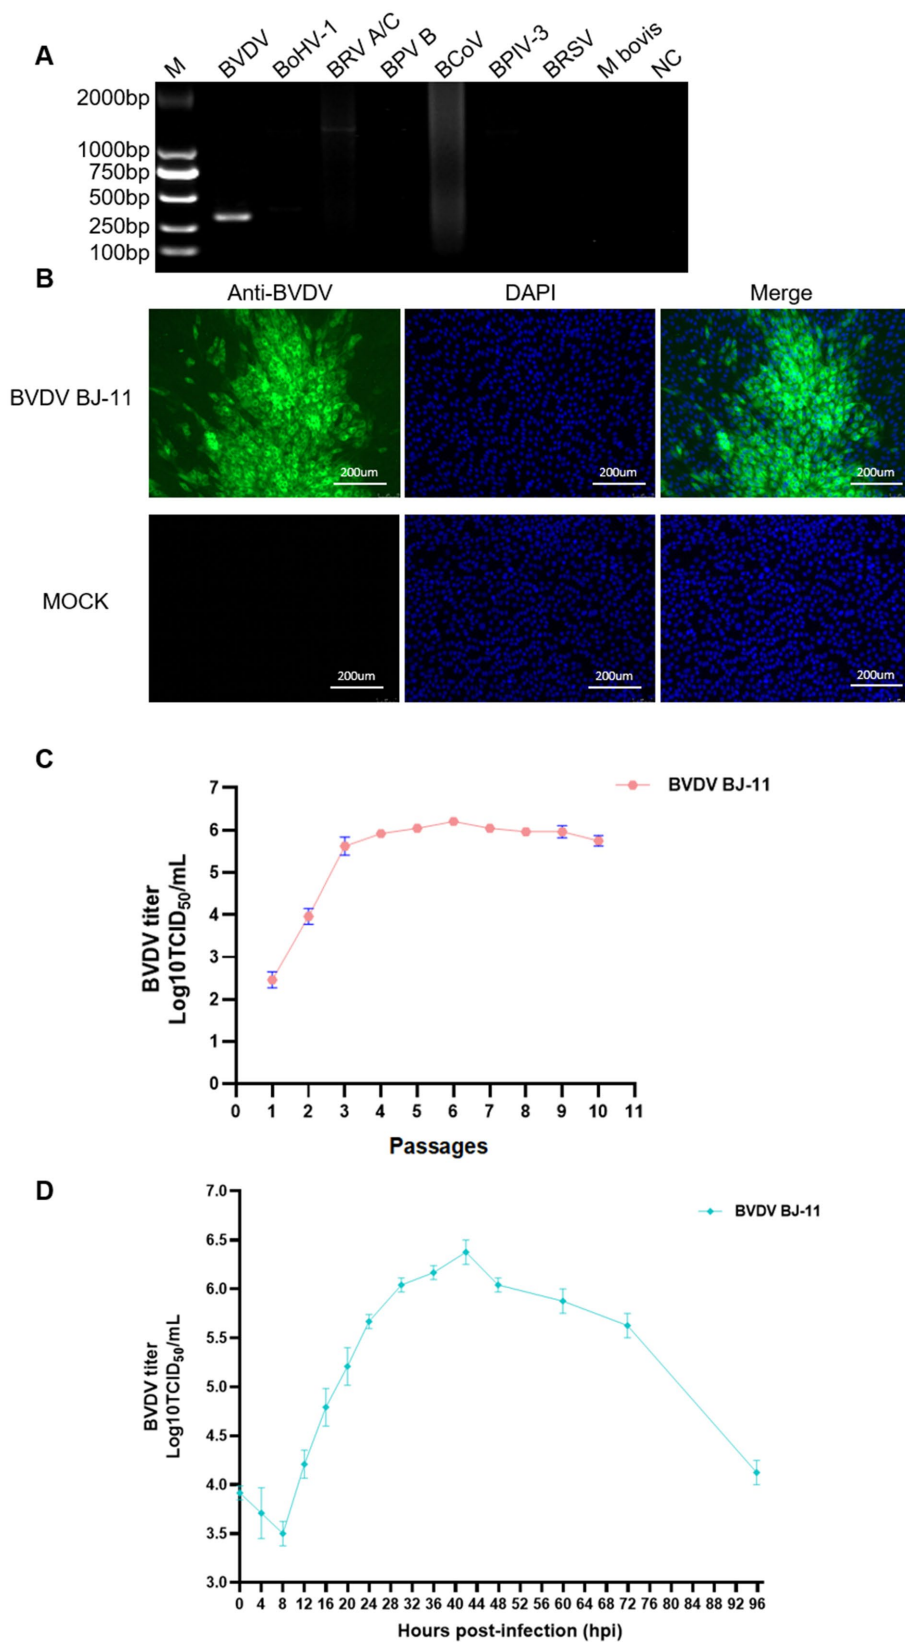 A
M BVDV BoHV-1 BRV A/C BPV B BCoV BPIV-3 BRSV M bovis NC
2000bp
1000bp
750bp
500bp
250bp
100bp
B
Anti-BVDV DAPI Merge
BVDV BJ-11
200um 200um 200um
MOCK
200um 200um 200um
C
BVDV BJ-11
BVDV titer
Log10TCID50/mL
7
6
5
4
3
2
1
0
0 1 2 3 4 5 6 7 8 9 10 11
Passages
D
BVDV BJ-11
BVDV titer
Log10TCID50/mL
7.0
6.5
6.0
5.5
5.0
4.5
4.0
3.5
3.0
0 4 8 12 16 20 24 28 32 36 40 44 48 52 56 60 64 68 72 76 80 84 88 92 96
Hours post-infection (hpi)